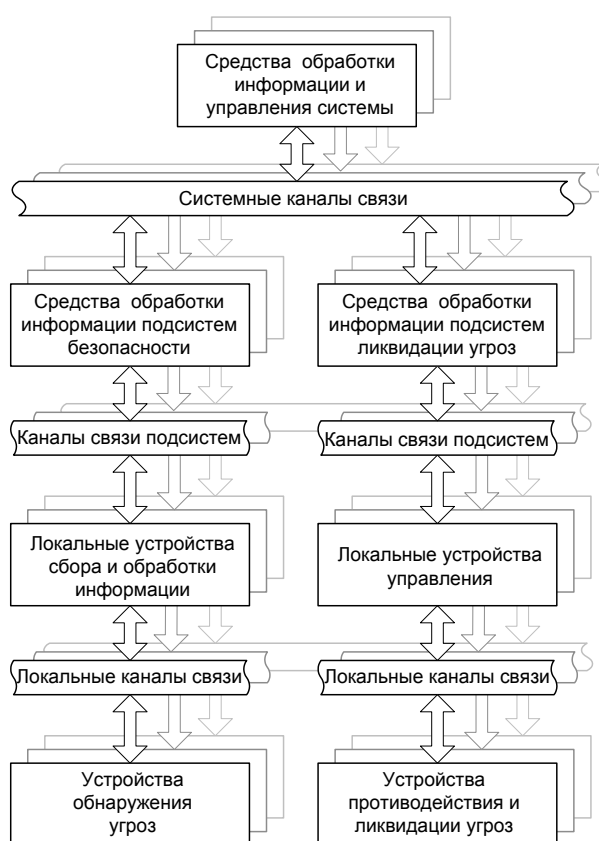 Средства обработки
информации и
управления системы
Системные каналы связи
Средства обработки
информации подсистем
безопасности
Средства обработки
информации подсистем
ликвидации угроз
Каналы связи подсистем
Каналы связи подсистем
Локальные устройства
сбора и обработки
информации
Локальные устройства
управления
Локальные каналы связи
Локальные каналы связи
Устройства
обнаружения
угроз
Устройства
противодействия и
ликвидации угроз